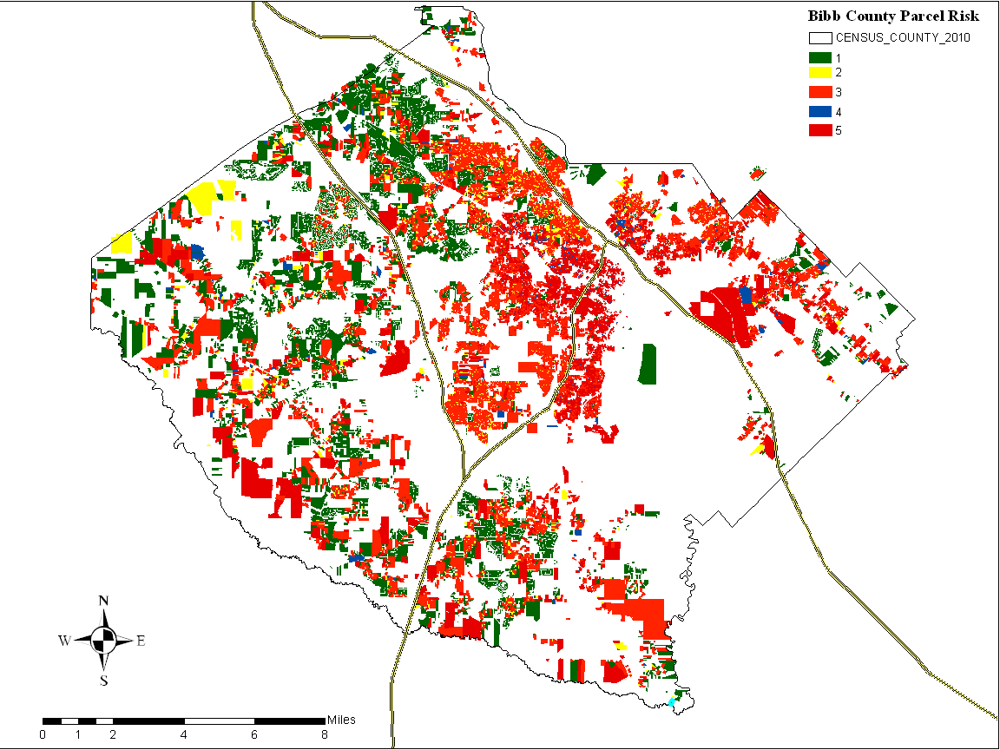 Bibb County Parcel Risk
CENSUS_COUNTY_2010
1
2
3
4
5
N
W E
S
Miles
0 1 2 4 6 8